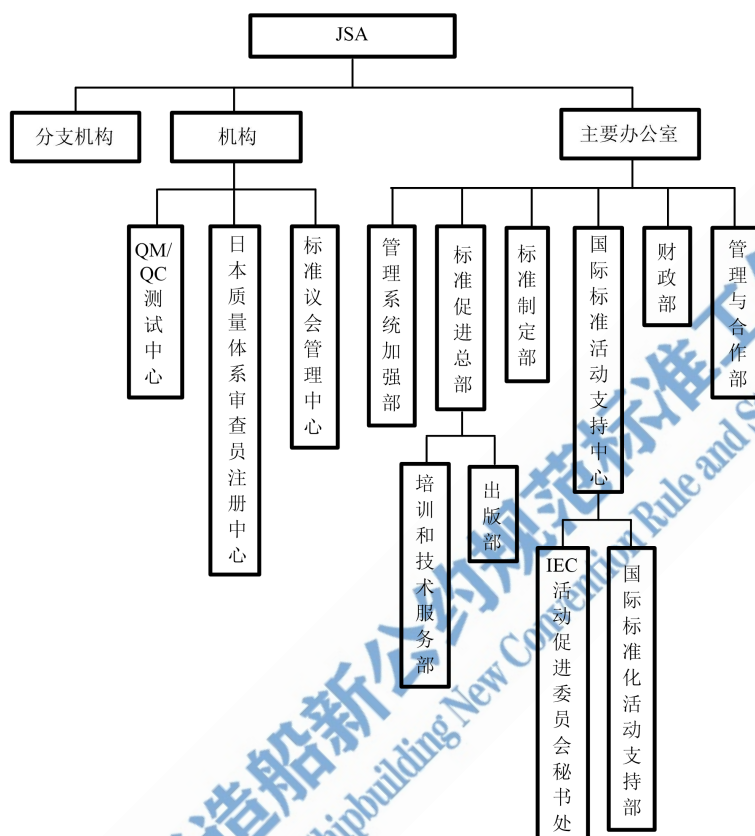 JSA
分支机构
机构
主要办公室
QM/
QC
测试中心
日本质量体系审查员注册中心
标准议会管理中心
管理系统加强部
标准促进总部
标准制定部
国际标准活动支持中心
财政部
管理与合作部
培训和技术服务部
出版部
IEC
活动促进委员会秘书处
国际标准化活动支持部
造船新公约规范标准工
Shipbuilding New Convention Rule and S